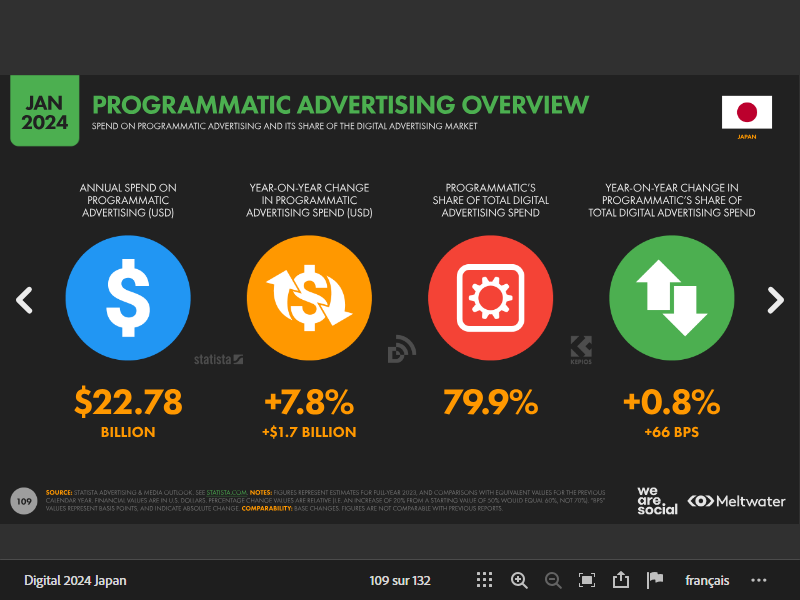 JAN
2024
PROGRAMMATIC ADVERTISING OVERVIEW
SPEND ON PROGRAMMATIC ADVERTISING AND ITS SHARE OF THE DIGITAL ADVERTISING MARKET
JAPAN
ANNUAL SPEND ON
PROGRAMMATIC
ADVERTISING (USD)
YEAR-ON-YEAR CHANGE
IN PROGRAMMATIC
ADVERTISING SPEND (USD)
PROGRAMMATIC'S
SHARE OF TOTAL DIGITAL
ADVERTISING SPEND
YEAR-ON-YEAR CHANGE IN
PROGRAMMATIC'S SHARE OF
TOTAL DIGITAL ADVERTISING SPEND
$
$
statista
KEPIOS
$22.78
BILLION
+7.8%
+$1.7 BILLION
79.9%
+0.8%
+66 BPS
109
SOURCE: STATISTA ADVERTISING & MEDIA OUTLOOK. SEE STATISTA.COM. NOTES: FIGURES REPRESENT ESTIMATES FOR FULL-YEAR 2023, AND COMPARISONS WITH EQUIVALENT VALUES FOR THE PREVIOUS
CALENDAR YEAR. FINANCIAL VALUES ARE IN U.S. DOLLARS. PERCENTAGE CHANGE VALUES ARE RELATIVE (I.E. AN INCREASE OF 20% FROM A STARTING VALUE OF 50% WOULD EQUAL 60%, NOT 70%). "BPS"
VALUES REPRESENT BASIS POINTS, AND INDICATE ABSOLUTE CHANGE. COMPARABILITY: BASE CHANGES. FIGURES ARE NOT COMPARABLE WITH PREVIOUS REPORTS.
we
are.
social
Meltwater
Digital 2024 Japan
109 sur 132
français